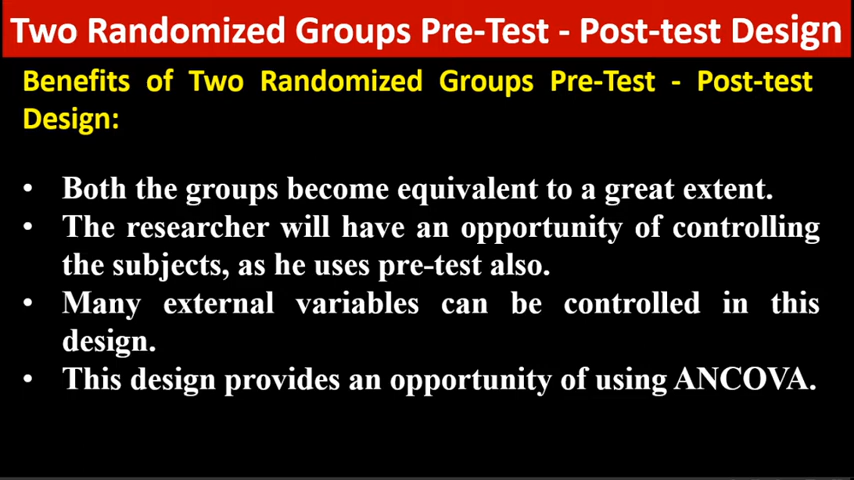 Two Randomized Groups Pre-Test - Post-test Design
Benefits of Two Randomized Groups Pre-Test - Post-test
Design:
• Both the groups become equivalent to a great extent.
• The researcher will have an opportunity of controlling
the subjects, as he uses pre-test also.
• Many external variables can be controlled in this
design.
• This design provides an opportunity of using ANCOVA.